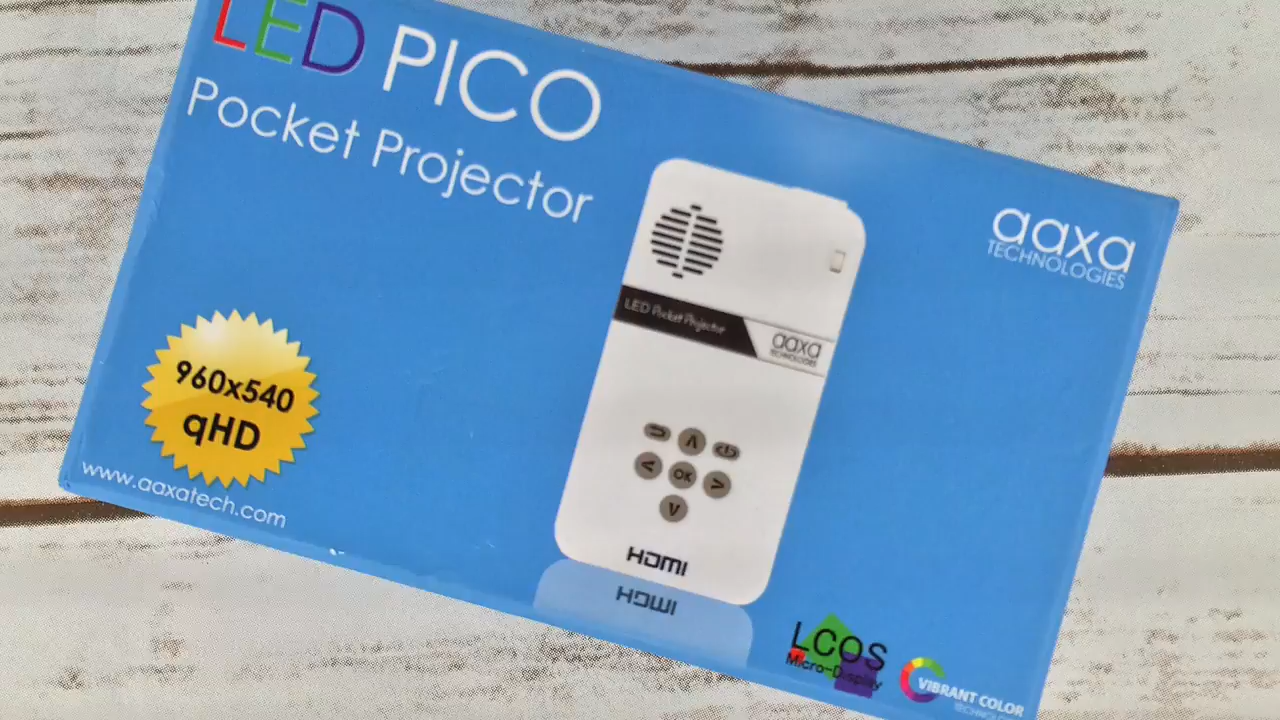 LED PICO
Pocket Projector
aaxa
TECHNOLOGIES
LED Pocket Projector
aaxa
TECHNOLOGIES
960x540
qHD
OK
HDMI
www.aaxatech.com
LCOS
Micro-Display
VIBRANT COLOR